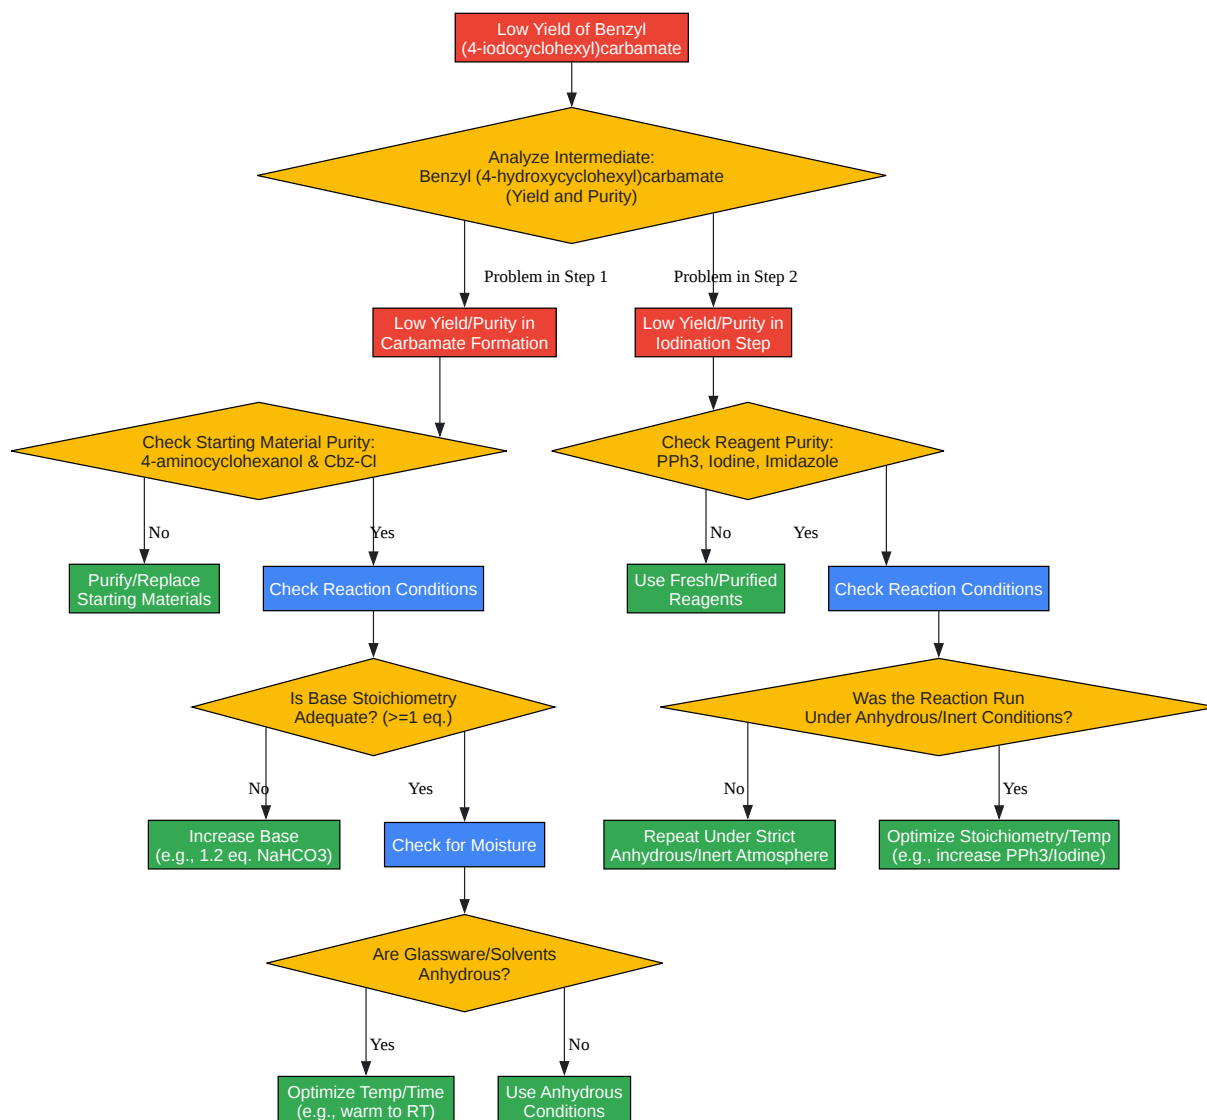 Low Yield of Benzyl
(4-iodocyclohexyl)carbamate
Analyze Intermediate:
Benzyl (4-hydroxycyclohexyl)carbamate
(Yield and Purity)
Problem in Step 1
Problem in Step 2
Low Yield/Purity in
Carbamate Formation
Low Yield/Purity in
Iodination Step
Check Starting Material Purity:
4-aminocyclohexanol & Cbz-Cl
Check Reagent Purity:
PPh3, Iodine, Imidazole
No
Yes
No
Yes
Purify/Replace
Starting Materials
Check Reaction Conditions
Use Fresh/Purified
Reagents
Check Reaction Conditions
Is Base Stoichiometry
Adequate? (>=1 eq.)
Was the Reaction Run
Under Anhydrous/Inert Conditions?
No
Yes
No
Yes
Increase Base
(e.g., 1.2 eq. NaHCO3)
Check for Moisture
Repeat Under Strict
Anhydrous/Inert Atmosphere
Optimize Stoichiometry/Temp
(e.g., increase PPh3/Iodine)
Are Glassware/Solvents
Anhydrous?
Yes
No
Optimize Temp/Time
(e.g., warm to RT)
Use Anhydrous
Conditions